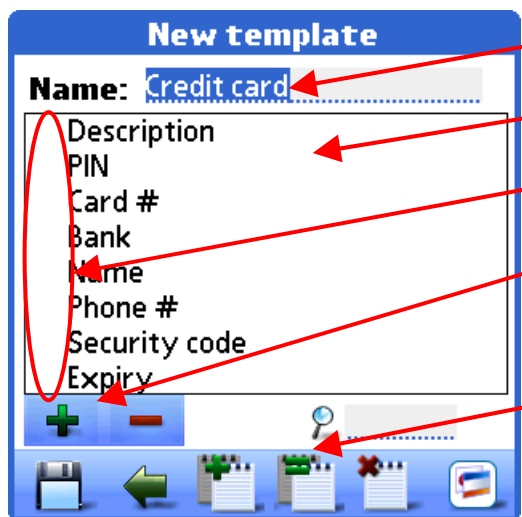 New template
Name: Credit card
Description
PIN
Card #
Bank
Name
Phone #
Security code
Expiry